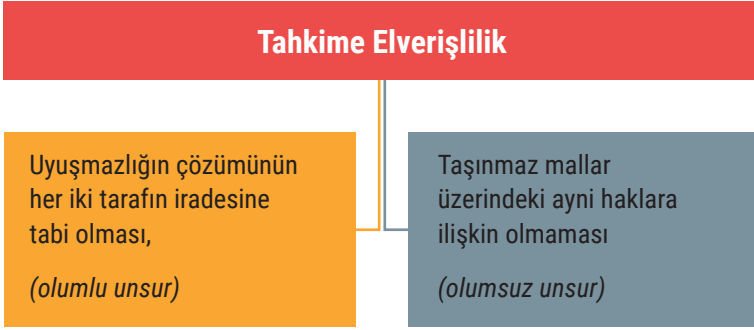 Tahkime Elverişlilik
Uyuşmazlığın çözümünün
her iki tarafın iradesine
tabi olması,
(olumlu unsur)
Taşınmaz mallar
üzerindeki ayni haklara
ilişkin olmaması
(olumsuz unsur)